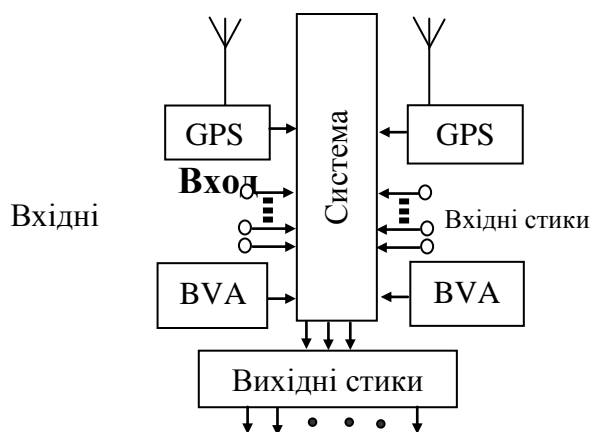 GPS
Система
GPS
Вход
Вхідні
Вхідні стики
BVA
BVA
Вихідні стики